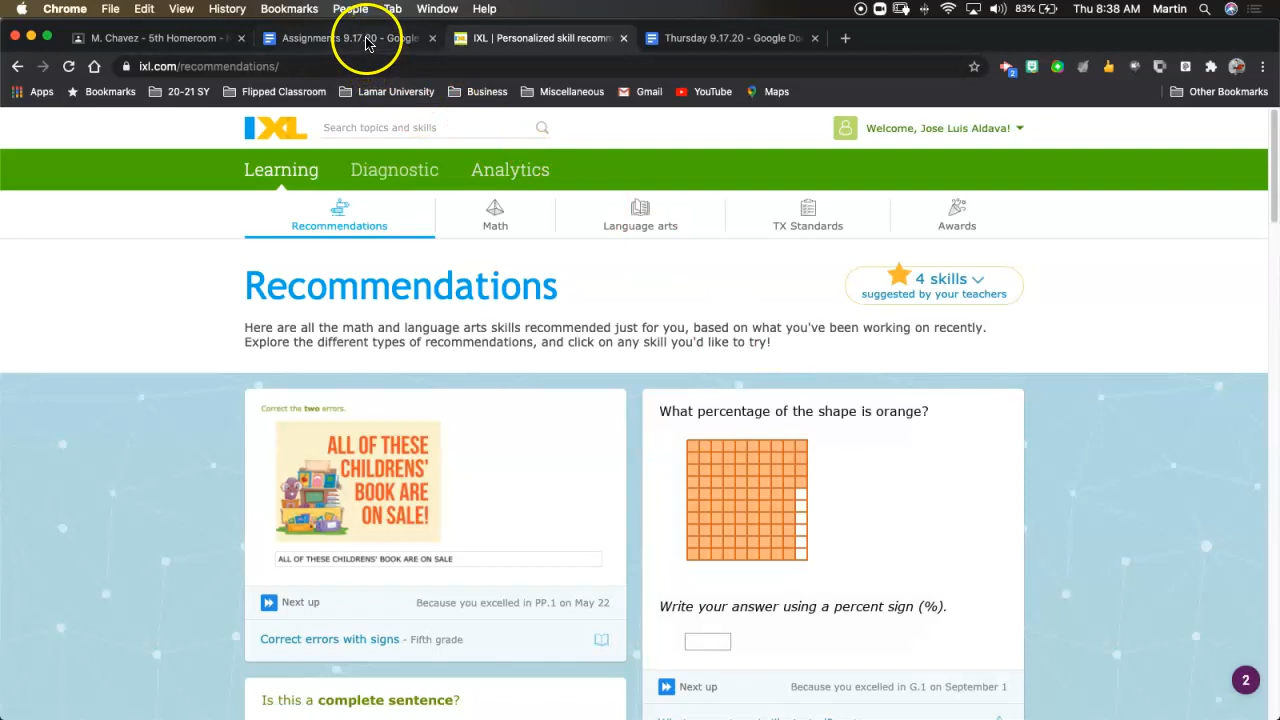 Chrome File Edit View History Bookmarks People Tab Window Help
83% Thu 8:38 AM Martin
M. Chavez - 5th Homeroom - M
Assignments 9.17.20 - Google
IXL | Personalized skill recomm
Thursday 9.17.20 - Google Do
ixl.com/recommendations/
2
Apps Bookmarks 20-21 SY Flipped Classroom Lamar University Business Miscellaneous Gmail YouTube Maps Other Bookmarks
IXL
Search topics and skills
Welcome, Jose Luis Aldava!
Learning Diagnostic Analytics
Recommendations Math Language arts TX Standards Awards
Recommendations
4 skills
suggested by your teachers
Here are all the math and language arts skills recommended just for you, based on what you've been working on recently.
Explore the different types of recommendations, and click on any skill you'd like to try!
Correct the two errors.
ALL OF THESE
CHILDRENS'
BOOK ARE
ON SALE!
ALL OF THESE CHILDRENS' BOOK ARE ON SALE
Next up Because you excelled in PP.1 on May 22
Correct errors with signs - Fifth grade
Is this a complete sentence?
What percentage of the shape is orange?
Write your answer using a percent sign (%).
Next up Because you excelled in G.1 on September 1
2